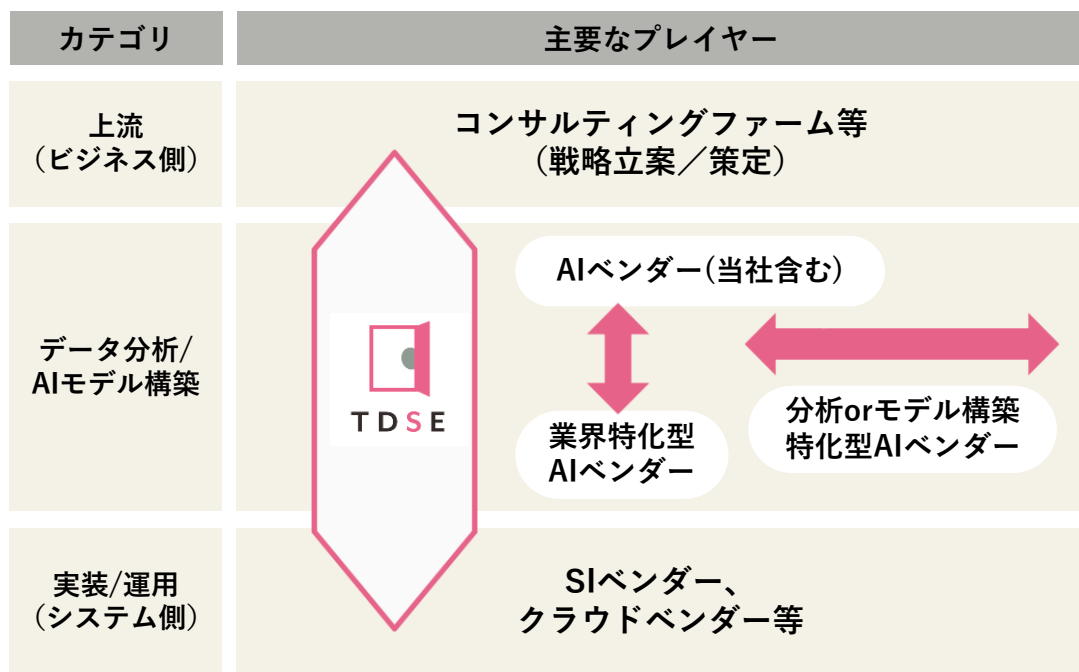 カテゴリ
主要なプレイヤー
上流
(ビジネス側)
コンサルティングファーム等
(戦略立案／策定)
データ分析/
AIモデル構築
TDSE
AIベンダー(当社含む)
業界特化型
AIベンダー
分析orモデル構築
特化型AIベンダー
実装/運用
(システム側)
SIベンダー、
クラウドベンダー等